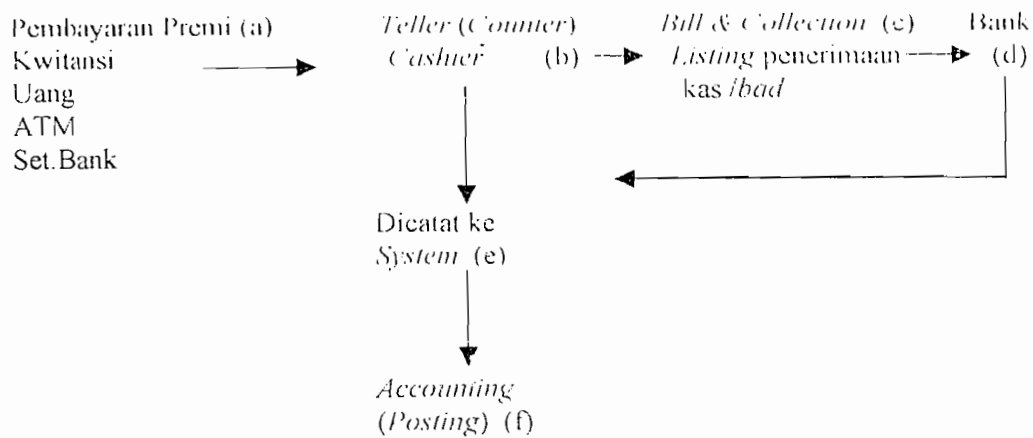 Pembayaran Premi (a)
Kwitansi
Uang
ATM
Set.Bank
Teller (Counter)
Cashier (b)
Bill & Collection (c)
Listing penerimaan
kas /bad
Bank
(d)
Dicatat ke
System (e)
Accounting
(Posting) (f)